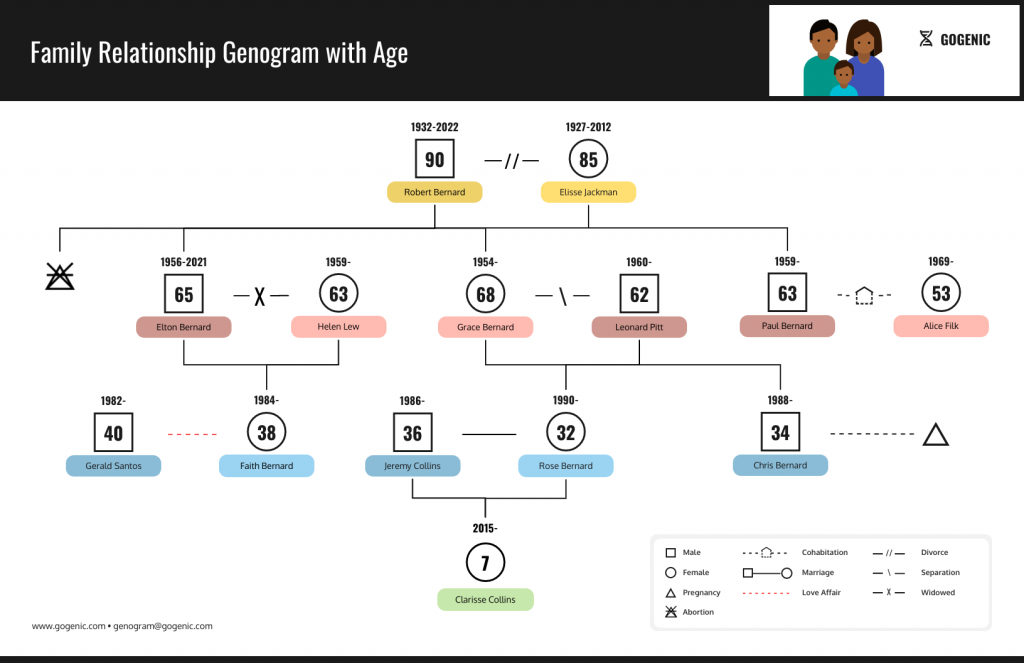 Family Relationship Genogram with Age
GOGENIC
1932-2022
1927-2012
90
85
Robert Bernard
Elisse Jackman
1956-2021
1959-
1954-
1960-
1959-
1969-
65
63
68
62
63
53
Elton Bernard
Helen Lew
Grace Bernard
Leonard Pitt
Paul Bernard
Alice Filk
1982-
1984-
1986-
1990-
1988-
40
38
36
32
34
Gerald Santos
Faith Bernard
Jeremy Collins
Rose Bernard
Chris Bernard
2015-
7
Clarisse Collins
Male
Cohabitation
Divorce
Female
Marriage
Separation
Pregnancy
Love Affair
Widowed
Abortion
www.gogenic.com • genogram@gogenic.com